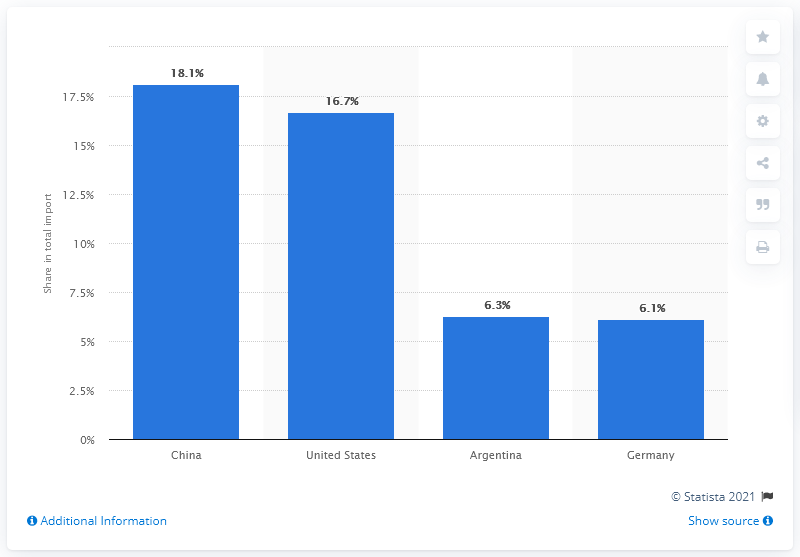 18.1%
16.7%
6.3%
6.1%
17.5%
15%
12.5%
10%
7.5%
5%
2.5%
0%
Share in total import
China
United States
Argentina
Germany
© Statista 2021
Additional Information
Show source